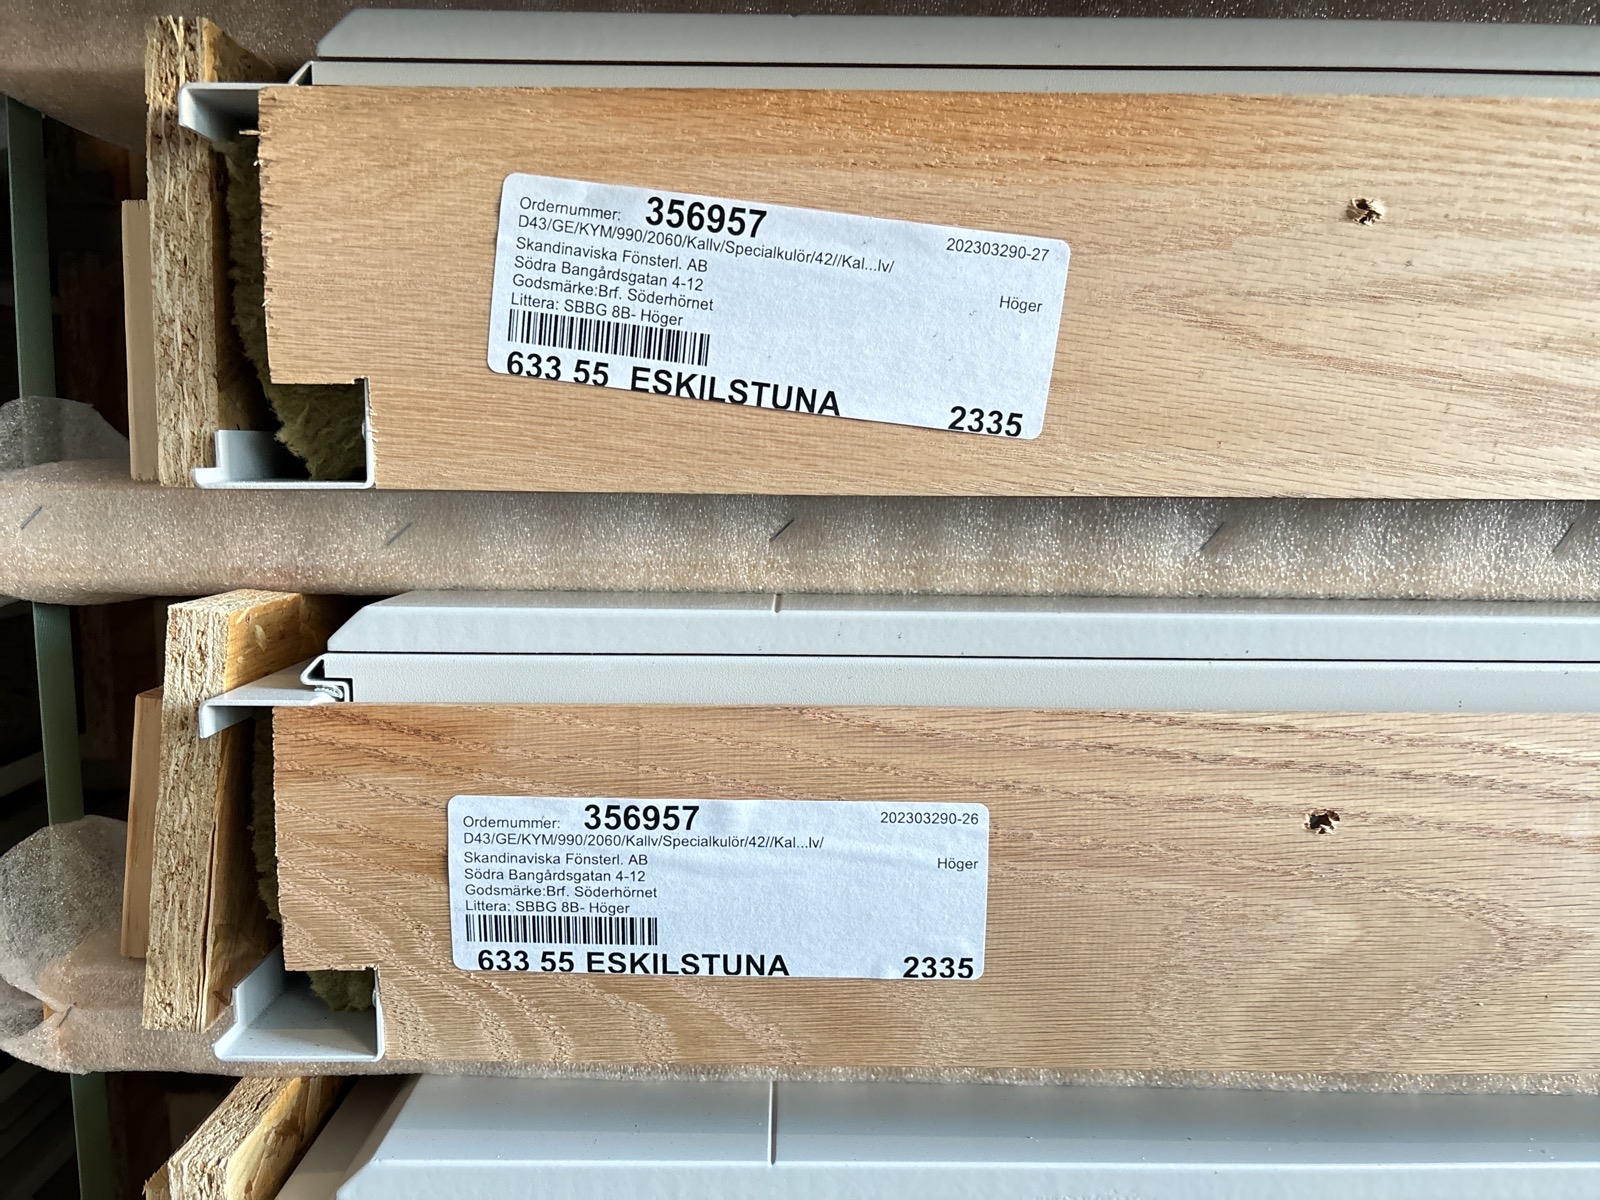 Ordernummer: 356957
202303290-27
D43/GE/KYM/990/2060/Kallv/Specialkulör/42//Kal...lv/
Skandinaviska Fönsterl. AB
Södra Bangårdsgatan 4-12
Höger
Godsmärke:Brf. Söderhörnet
Littera: SBBG 8B- Höger
633 55 ESKILSTUNA
2335
Ordernummer: 356957
202303290-26
D43/GE/KYM/990/2060/Kallv/Specialkulör/42//Kal...lv/
Skandinaviska Fönsterl. AB
Höger
Södra Bangårdsgatan 4-12
Godsmärke:Brf. Söderhörnet
Littera: SBBG 8B- Höger
633 55 ESKILSTUNA
2335